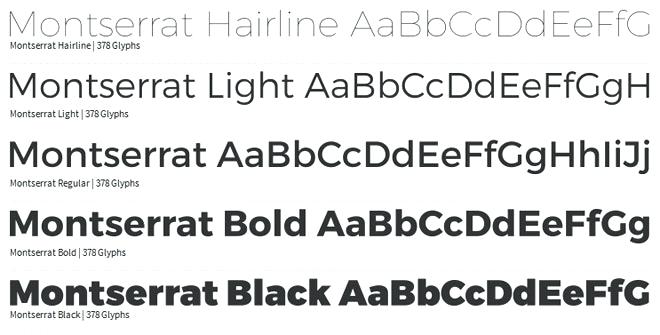 Montserrat Hairline AaBbCcDdEeFfG
Montserrat Hairline | 378 Glyphs
Montserrat Light AaBbCcDdEeFfGgH
Montserrat Light | 378 Glyphs
Montserrat AaBbCcDdEeFfGgHhIiJj
Montserrat Regular | 378 Glyphs
Montserrat Bold AaBbCcDdEeFfGg
Montserrat Bold | 378 Glyphs
Montserrat Black AaBbCcDdEeFfG
Montserrat Black | 378 Glyphs